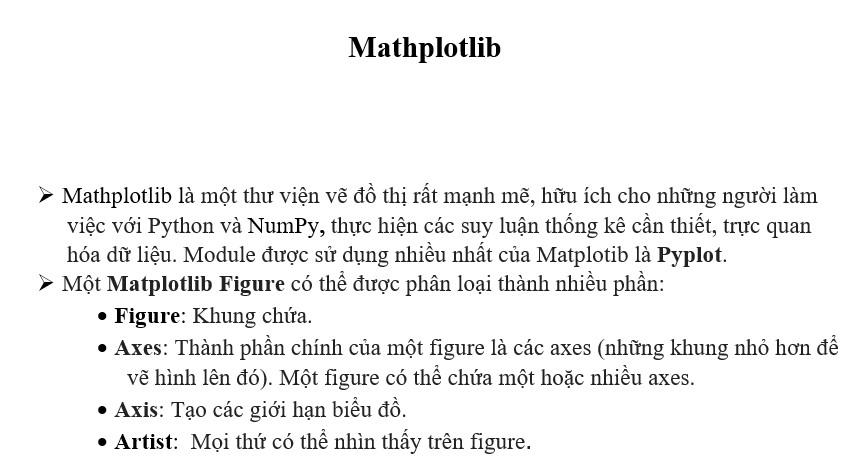 Mathplotlib
➢ Mathplotlib là một thư viện vẽ đồ thị rất mạnh mẽ, hữu ích cho những người làm
việc với Python và NumPy, thực hiện các suy luận thống kê cần thiết, trực quan
hóa dữ liệu. Module được sử dụng nhiều nhất của Matplotib là Pyplot.
➢ Một Matplotlib Figure có thể được phân loại thành nhiều phần:
• Figure: Khung chứa.
• Axes: Thành phần chính của một figure là các axes (những khung nhỏ hơn để
vẽ hình lên đó). Một figure có thể chứa một hoặc nhiều axes.
• Axis: Tạo các giới hạn biểu đồ.
• Artist: Mọi thứ có thể nhìn thấy trên figure.